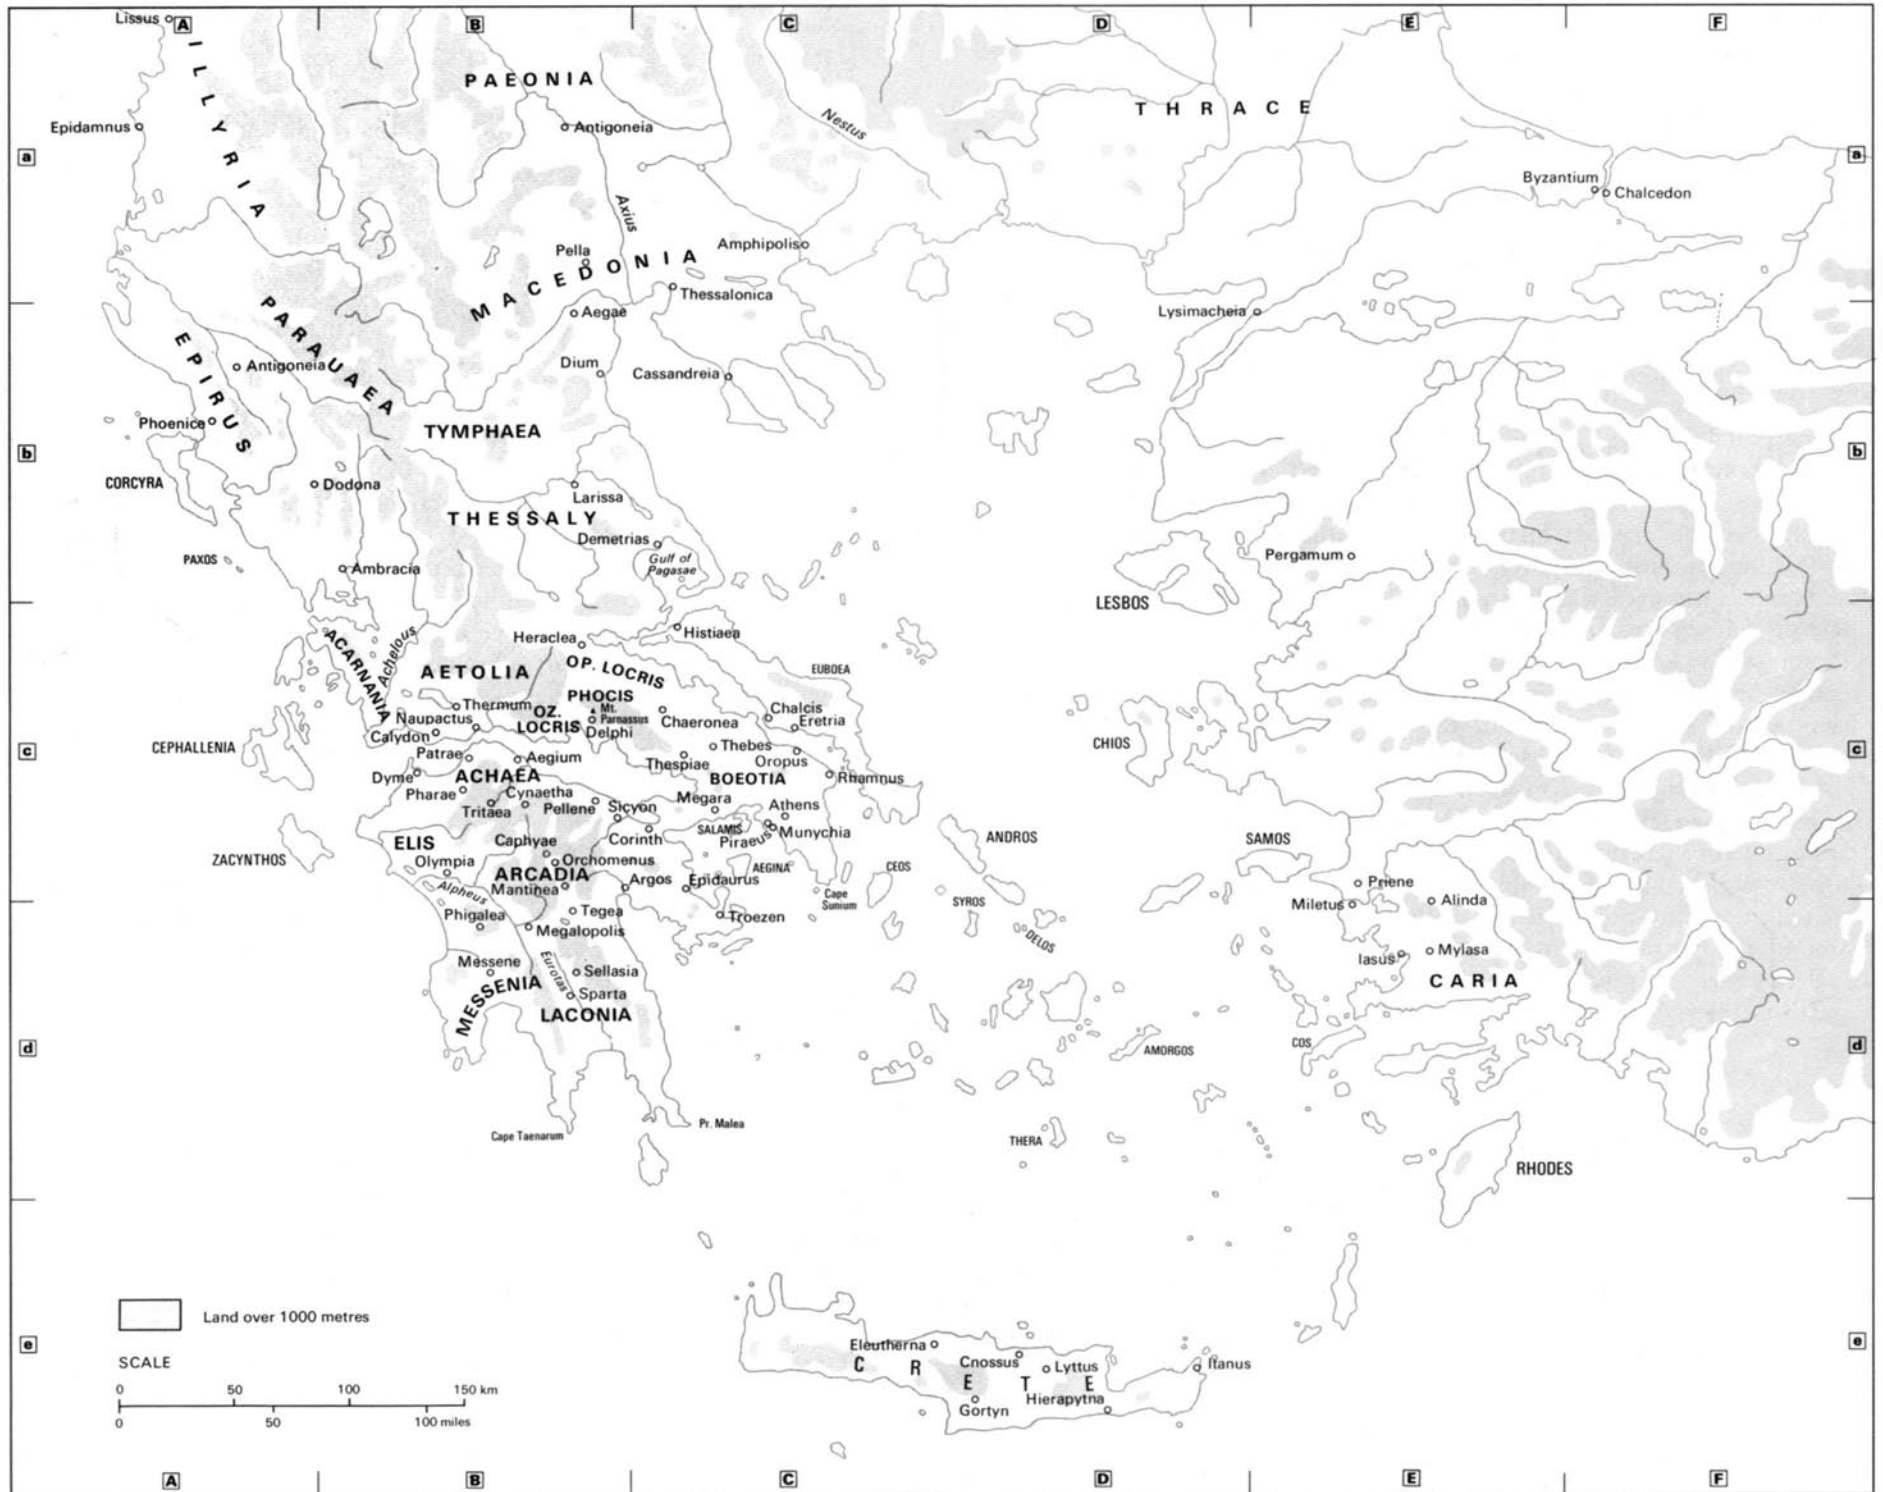 Lissus
A
B
C
D
E
F
ILLYRIA
PAEONIA
THRACE
Nestus
Epidamnus
Antigoneia
a
a
Byzantium
Chalcedon
Axius
Pella
Amphipolis
MACEDONIA
Thessalonica
Aegae
Lysimacheia
PARAUAEA
EPIRUS
Antigoneia
Dium
Cassandreia
Phoenice
TYMPHAEA
b
b
CORCYRA
Dodona
Larissa
THESSALY
Demetrias
Gulf of
Pagasae
PAXOS
Ambracia
Pergamum
LESBOS
Heraclea
Histiaea
ACARNANIA
Achelous
AETOLIA
OP. LOCRIS
EUBOEA
PHOCIS
Thermum
Mt.
Parnassus
OZ.
LOCRIS
Delphi
Naupactus
Calydon
Chaeronea
Chalcis
Eretria
CEPHALLENIA
Patrae
Aegium
Thebes
Oropus
CHIOS
c
c
Thespiae
BOEOTIA
Rhamnus
Dyme
ACHAEA
Pharae
Cynaetha
Tritaea
Pellene
Sicyon
Megara
Athens
SALAMIS
Piraeus
Munychia
ANDROS
SAMOS
ELIS
Caphyae
Corinth
ZACYNTHOS
Olympia
Orchomenus
ARCADIA
AEGINA
CEOS
Mantinea
Argos
Epidaurus
Cape
Sunium
SYROS
Priene
Alpheus
Miletus
Alinda
Phigalea
Tegea
Troezen
Megalopolis
DELOS
Messene
Eurotas
Sellasia
Iasus
Mylasa
MESSENIA
Sparta
CARIA
LACONIA
d
d
AMORGOS
COS
Cape Taenarum
Pr. Malea
THERA
RHODES
Land over 1000 metres
e
e
SCALE
0 50 100 150 km
0 50 100 miles
Eleutherna
CRETE
Cnossus
Lyttus
Itanus
Gortyn
Hierapytna
A
B
C
D
E
F